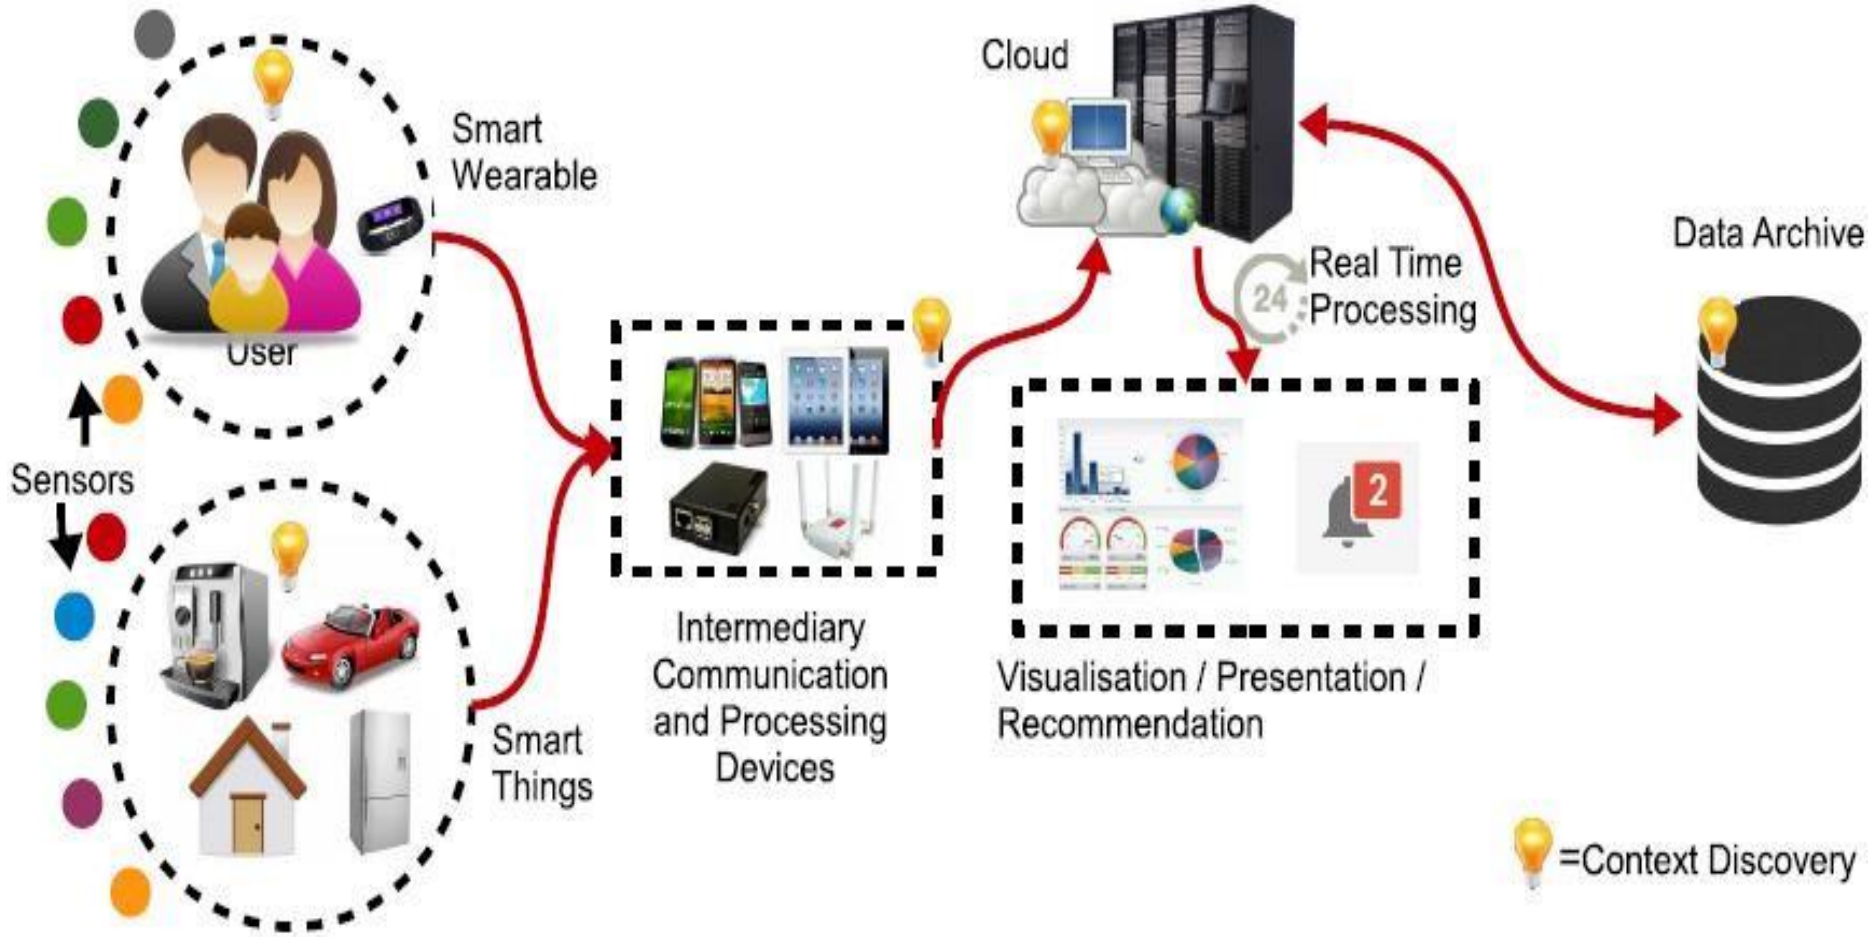 Cloud
Smart
Wearable
Data Archive
Real Time
Processing
24
User
Sensors
2
Intermediary
Communication
and Processing
Devices
Visualisation / Presentation /
Recommendation
Smart
Things
=Context Discovery